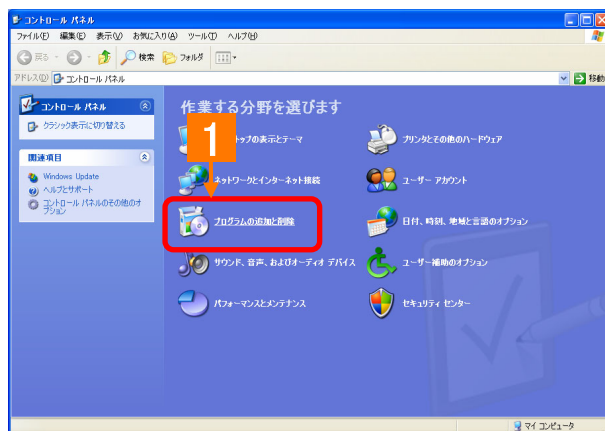 コントロール パネル
ファイル(F) 編集(E) 表示(V) お気に入り(A) ツール(T) ヘルプ(H)
戻る 検索 フォルダ
アドレス(D) コントロール パネル 移動
コントロール パネル
クラシック表示に切り替える
関連項目
Windows Update
ヘルプとサポート
コントロール パネルのその他のオプション
作業する分野を選びます
1
トップの表示とテーマ
プリンタとその他のハードウェア
ネットワークとインターネット接続
ユーザー アカウント
プログラムの追加と削除
日付、時刻、地域と言語のオプション
サウンド、音声、およびオーディオ デバイス
ユーザー補助のオプション
パフォーマンスとメンテナンス
セキュリティ センター
マイ コンピュータ